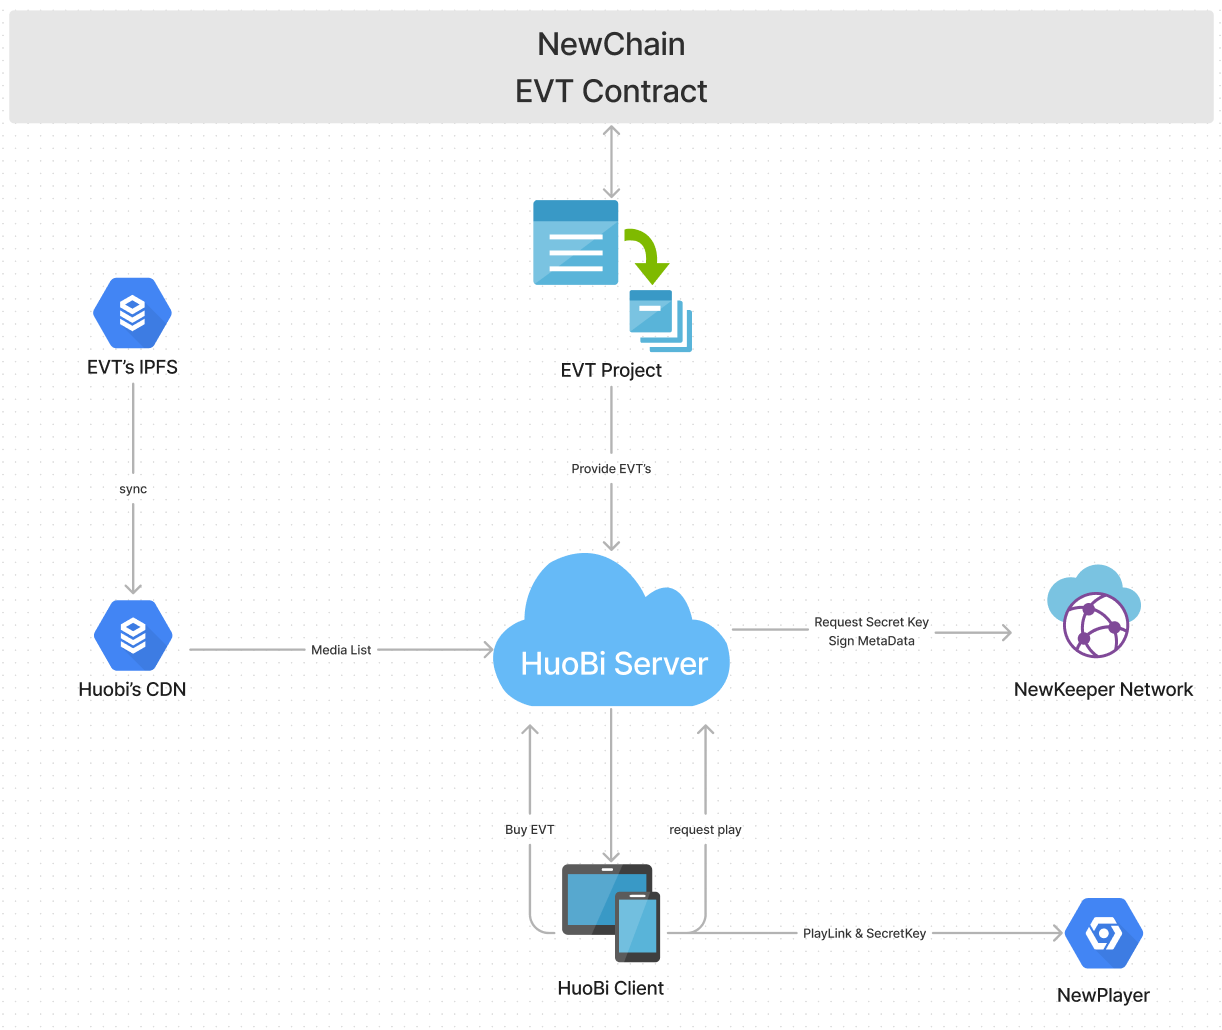 NewChain
EVT Contract
EVT's IPFS
EVT Project
Provide EVT's
sync
Request Secret Key
Sign MetaData
Media List
HuoBi Server
Huobi's CDN
NewKeeper Network
Buy EVT
request play
PlayLink & SecretKey
HuoBi Client
NewPlayer